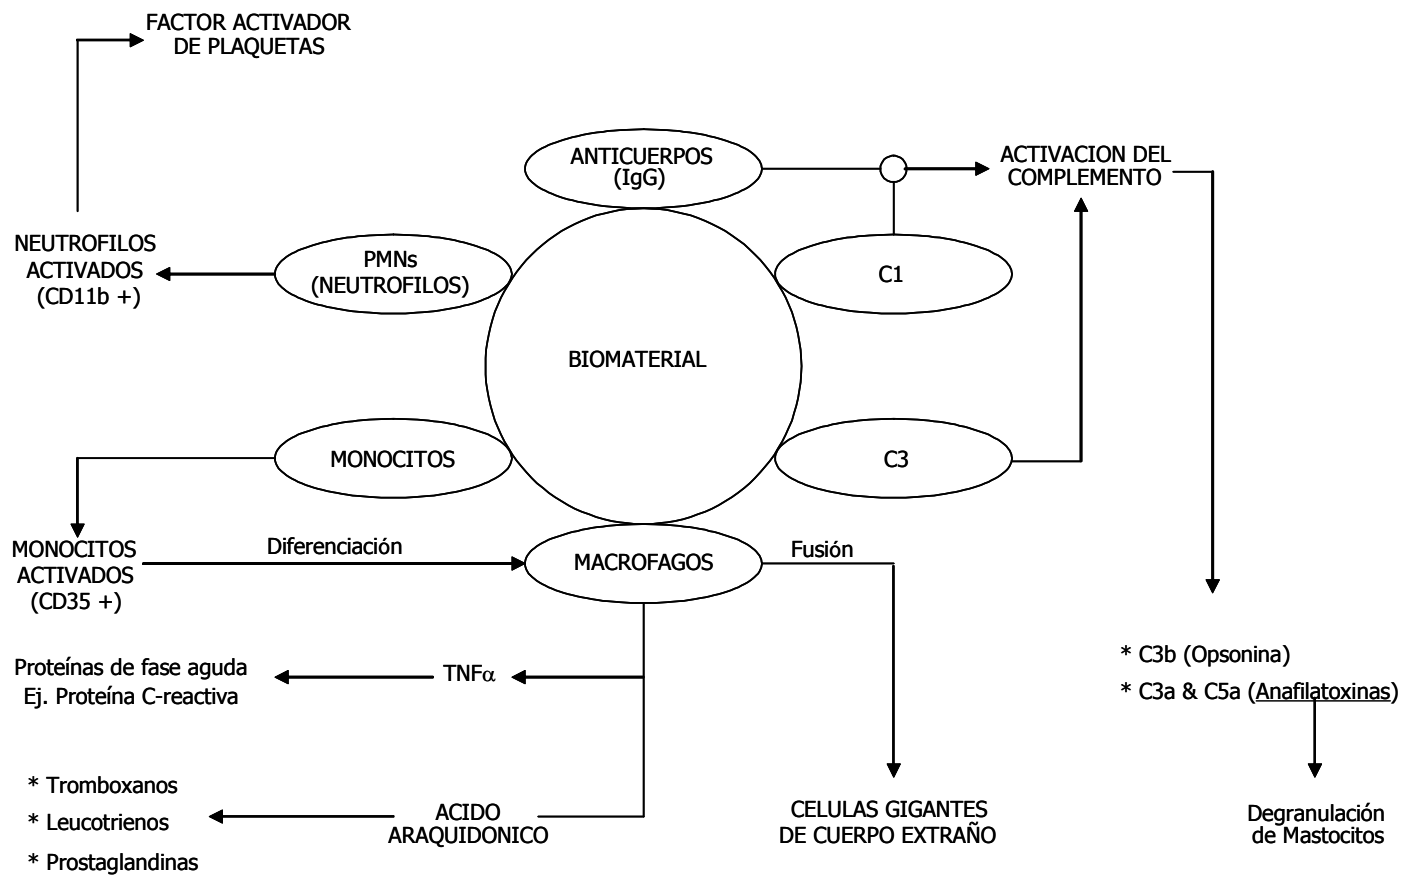 FACTOR ACTIVADOR
DE PLAQUETAS
ANTICUERPOS
(IgG)
ACTIVACION DEL
COMPLEMENTO
NEUTROFILOS
ACTIVADOS
(CD11b +)
PMNs
(NEUTROFILOS)
C1
BIOMATERIAL
MONOCITOS
C3
MONOCITOS
ACTIVADOS
(CD35 +)
Diferenciación
MACROFAGOS
Fusión
Proteínas de fase aguda
Ej. Proteína C-reactiva
TNFα
* C3b (Opsonina)
* C3a & C5a (Anafilatoxinas)
* Tromboxanos
* Leucotrienos
* Prostaglandinas
ACIDO
ARAQUIDONICO
CELULAS GIGANTES
DE CUERPO EXTRAÑO
Degranulación
de Mastocitos